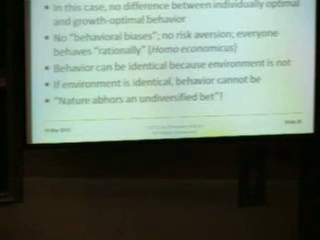 • In this case, no difference between individually optimal
and growth-optimal behavior
• No "behavioral biases"; no risk aversion; everyone
behaves "rationally" (Homo economicus)
• Behavior can be identical because environment is not
• If environment is identical, behavior cannot be
• "Nature abhors an undiversified bet"!